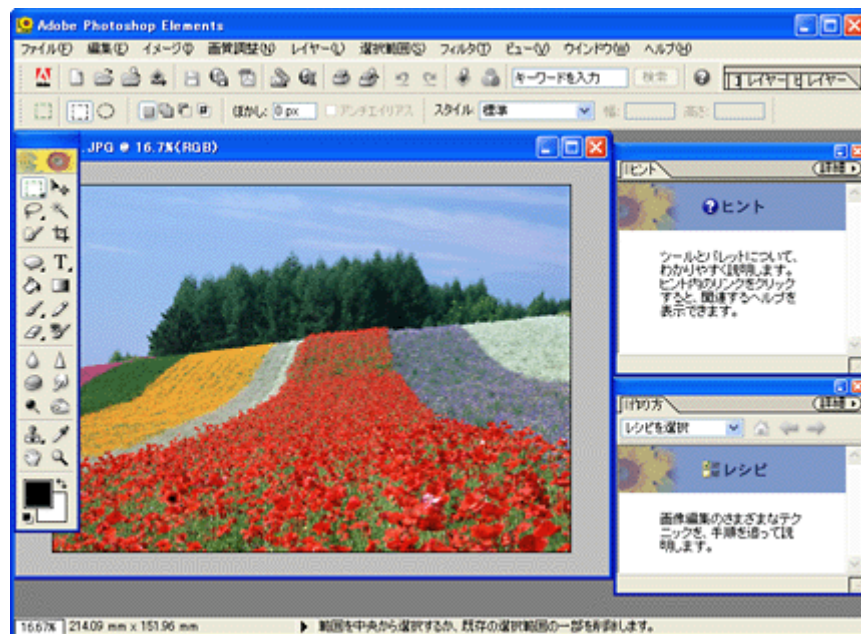 Adobe Photoshop Elements
ファイル(F) 編集(E) イメージ(I) 画質調整(N) レイヤー(L) 選択範囲(S) フィルタ(T) ビュー(V) ウインドウ(W) ヘルプ(H)
キーワードを入力 検索 レイヤー レイヤー
ぼかし: 0 px アンチエイリアス スタイル: 標準 幅: 高さ:
.JPG @ 16.7%(RGB)
ヒント 詳細
ヒント
ツールとパレットについて、
わかりやすく説明します。
ヒント内のリンクをクリック
すると、関連するヘルプを
表示できます。
作り方 詳細
レシピを選択
レシピ
画像編集のさまざまなテク
ニックを、手順を追って説
明します。
16.67% 214.09 mm x 151.96 mm 範囲を中央から選択するか、既存の選択範囲の一部を削除します。